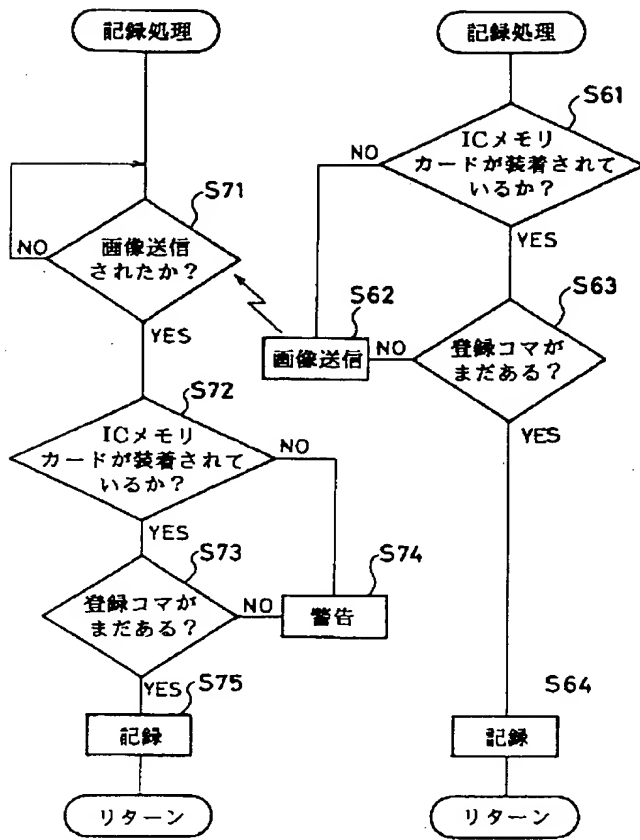 記録処理
S71
画像送信
されたか?
NO
YES
S72
ICメモリ
カードが装着されて
いるか?
NO
YES
S73
登録コマが
まだある?
NO
S74
警告
YES
S75
記録
リターン
記録処理
S61
ICメモリ
カードが装着されて
いるか?
NO
YES
S62
画像送信
S63
登録コマが
まだある?
NO
YES
S64
記録
リターン